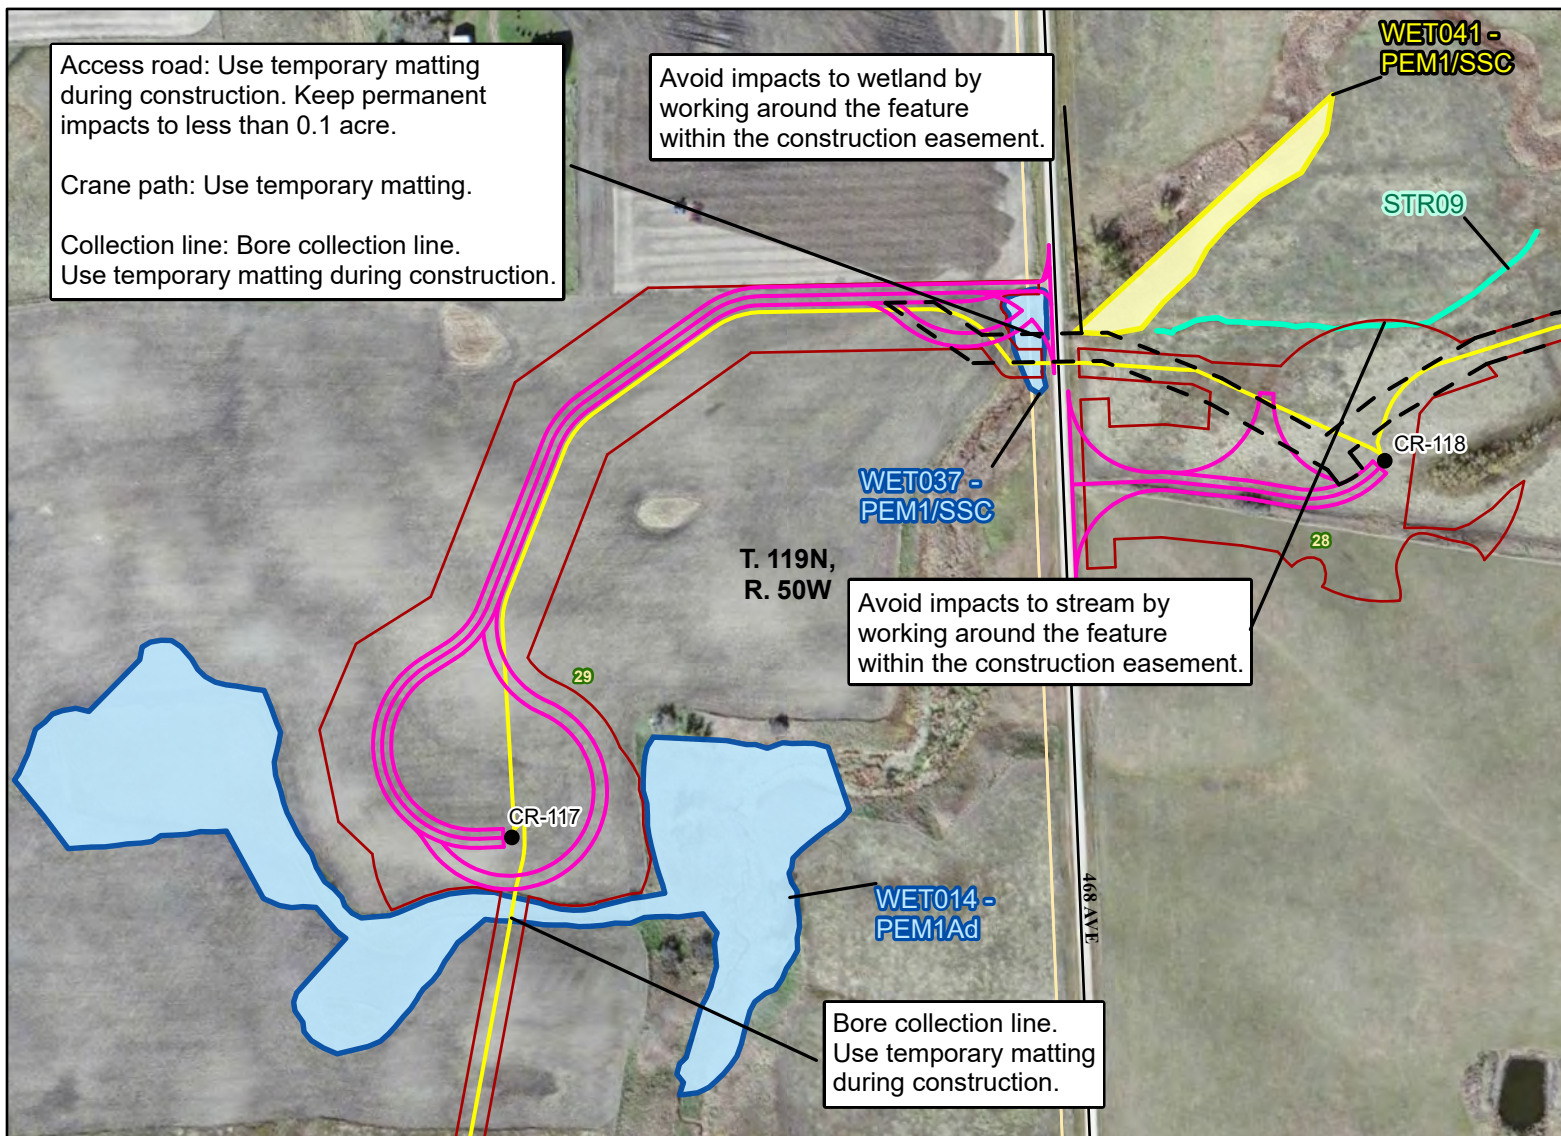 Access road: Use temporary matting
during construction. Keep permanent
impacts to less than 0.1 acre.
Crane path: Use temporary matting.
Collection line: Bore collection line.
Use temporary matting during construction.
Avoid impacts to wetland by
working around the feature
within the construction easement.
WET041 -
PEM1/SSC
STR09
CR-118
WET037 -
PEM1/SSC
28
T. 119N,
R. 50W
Avoid impacts to stream by
working around the feature
within the construction easement.
29
CR-117
WET014 -
PEM1Ad
468 AVE
Bore collection line.
Use temporary matting
during construction.